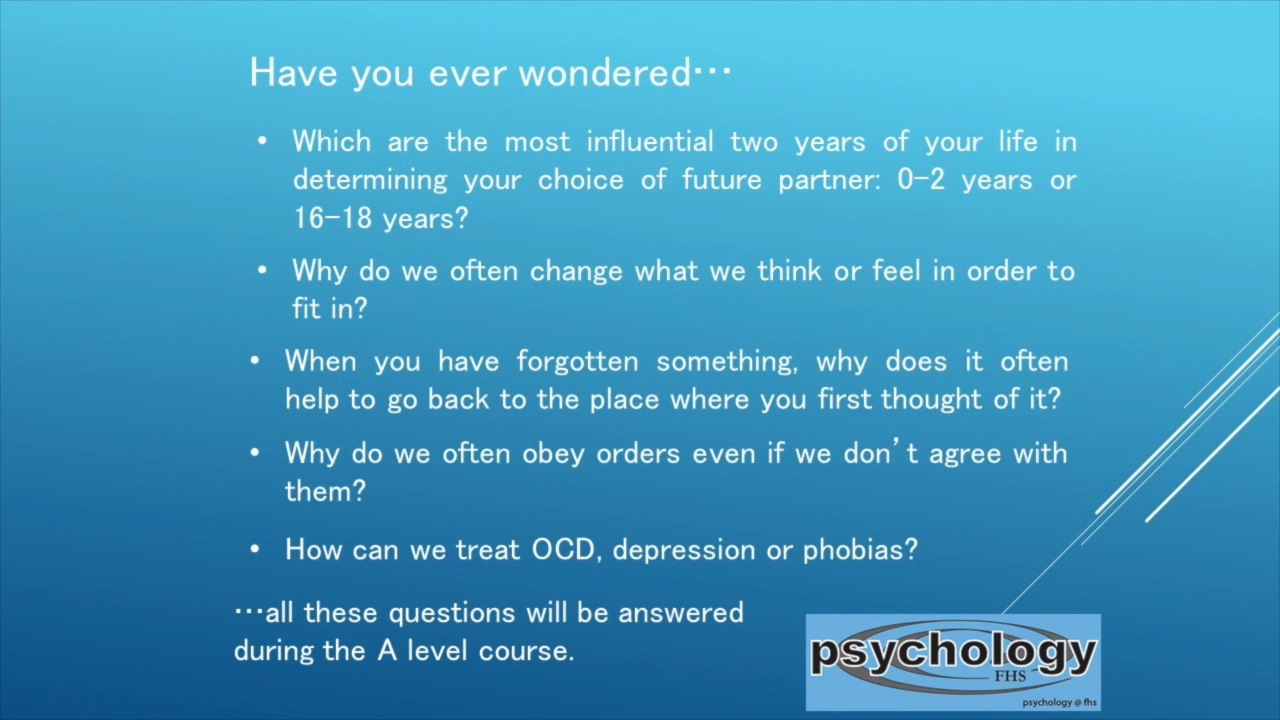 Have you ever wondered…
• Which are the most influential two years of your life in
determining your choice of future partner: 0-2 years or
16-18 years?
• Why do we often change what we think or feel in order to
fit in?
• When you have forgotten something, why does it often
help to go back to the place where you first thought of it?
• Why do we often obey orders even if we don’t agree with
them?
• How can we treat OCD, depression or phobias?
…all these questions will be answered
during the A level course.
psychology
FHS
psychology @ fhs